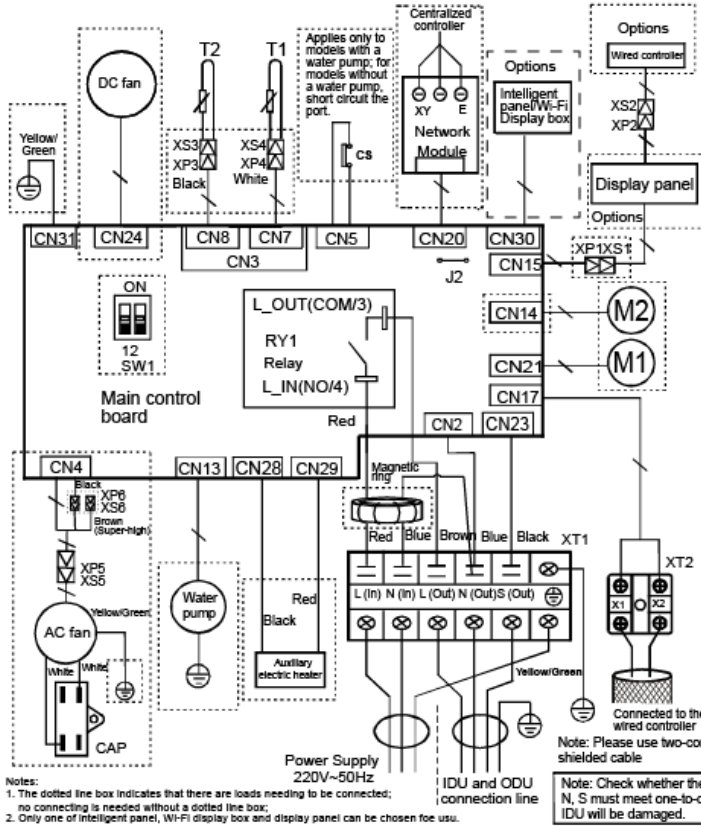 T2
T1
Applies only to
models with a
water pump; for
models without
a water pump,
short circuit the
port.
Centralized
controller
Options
Wired controller
DC fan
Options
Intelligent
panel/Wi-Fi
Display box
XY
E
Network
Module
XS2
XP2
Yellow/
Green
XS3
XP3
Black
XS4
XP4
White
CS
Display panel
Options
CN31
CN24
CN8
CN7
CN5
CN20
CN30
CN3
J2
CN15
XP1XS1
ON
12
SW1
L_OUT(COM/3)
RY1
Relay
L_IN(NO/4)
CN14
M2
CN21
M1
CN17
Main control
board
Red
CN2
CN23
CN4
CN13
CN28
CN29
Magnetic
ring
Black
XP6
XS6
Brown
(Super-high)
Red
Blue
Brown
Blue
Black
XT1
XP5
XS5
L (In)
N (In)
L (Out)
N (Out)
S (Out)
XT2
X1
X2
Yellow/Green
AC fan
Water
pump
Red
Black
White
White
Auxiliary
electric heater
Yellow/Green
CAP
Connected to the
wired controller
Note: Please use two-co
shielded cable
Power Supply
220V~50Hz
IDU and ODU
connection line
Note: Check whether the
N, S must meet one-to-c
IDU will be damaged.
Notes:
1. The dotted line box indicates that there are loads needing to be connected;
no connecting is needed without a dotted line box;
2. Only one of intelligent panel, Wi-Fi display box and display panel can be chosen foe usu.